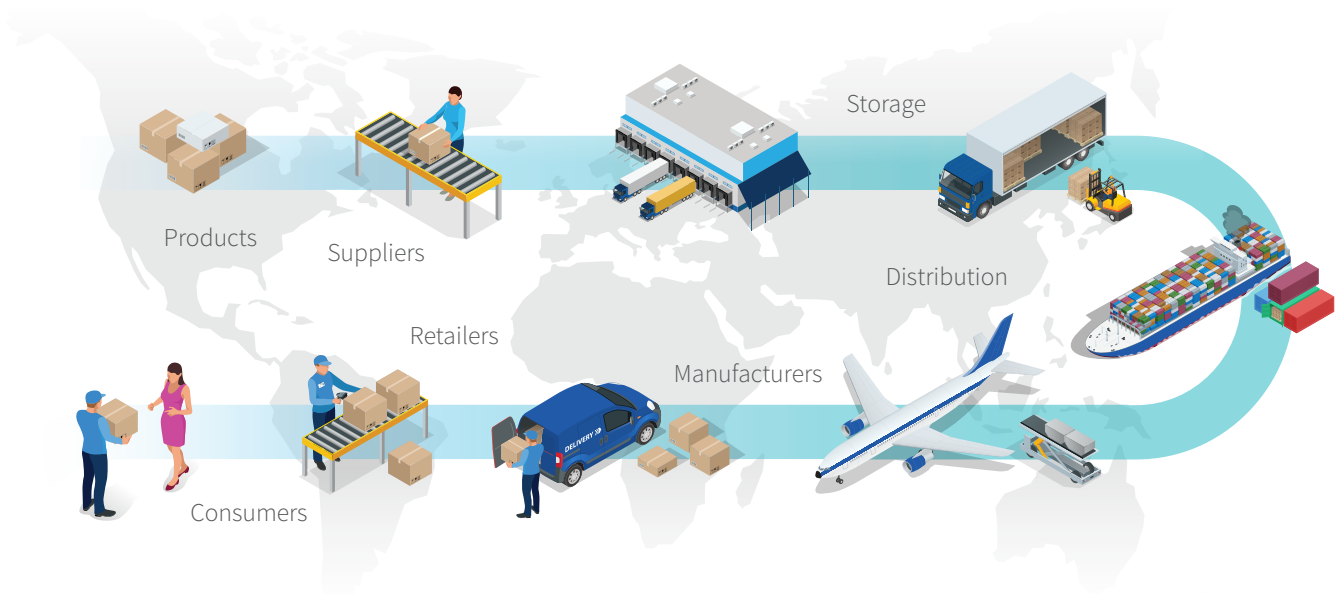 Storage
Products
Suppliers
Distribution
Retailers
Manufacturers
DELIVERY
Consumers